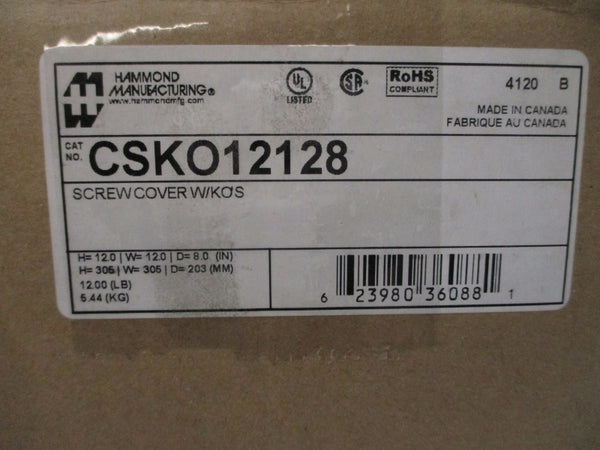 HAMMOND
MANUFACTURING®
www.hammondmfg.com
UL
LISTED
SA
RoHS
COMPLIANT
4120 B
MADE IN CANADA
FABRIQUE AU CANADA
CAT
NO.
CSKO12128
SCREW COVER W/KO'S
H= 12.0 | W= 12.0 | D= 8.0 (IN)
H= 305 | W= 305 | D= 203 (MM)
12.00 (LB)
5.44 (KG)
6 23980 36088 1